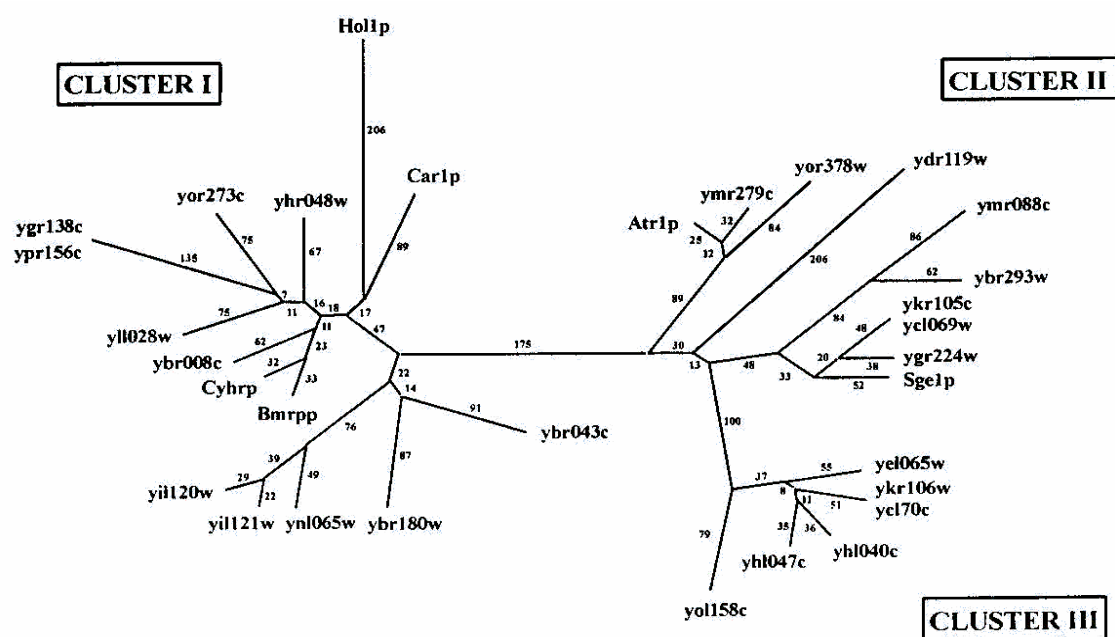 Hol1p
CLUSTER I
CLUSTER II
206
Car1p
yor378w
ydr119w
yor273c
yhr048w
ymr279c
ymr088c
ygr138c
ypr156c
Atr1p
32
25
12
84
86
75
67
89
135
206
62
ybr293w
ykr105c
ycl069w
7
11
16
18
17
89
84
48
75
yll028w
11
47
62
23
ybr008c
32
33
Cyhrp
Bmrpp
175
30
13
48
33
20
38
52
ygr224w
Sge1p
22
14
91
ybr043c
76
100
87
39
49
29
22
yil120w
yil121w
ynl065w
ybr180w
37
55
yel065w
8
11
51
ykr106w
ycl70c
35
36
79
yhl047c
yhl040c
yol158c
CLUSTER III